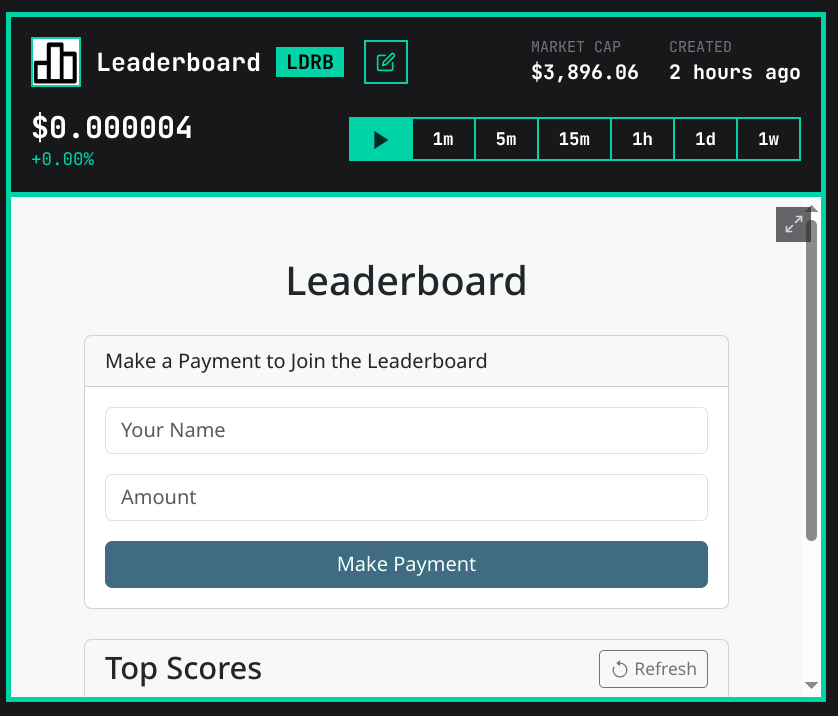 Leaderboard LDRB
MARKET CAP
$3,896.06
CREATED
2 hours ago
$0.000004
+0.00%
1m 5m 15m 1h 1d 1w
Leaderboard
Make a Payment to Join the Leaderboard
Your Name
Amount
Make Payment
Top Scores
Refresh